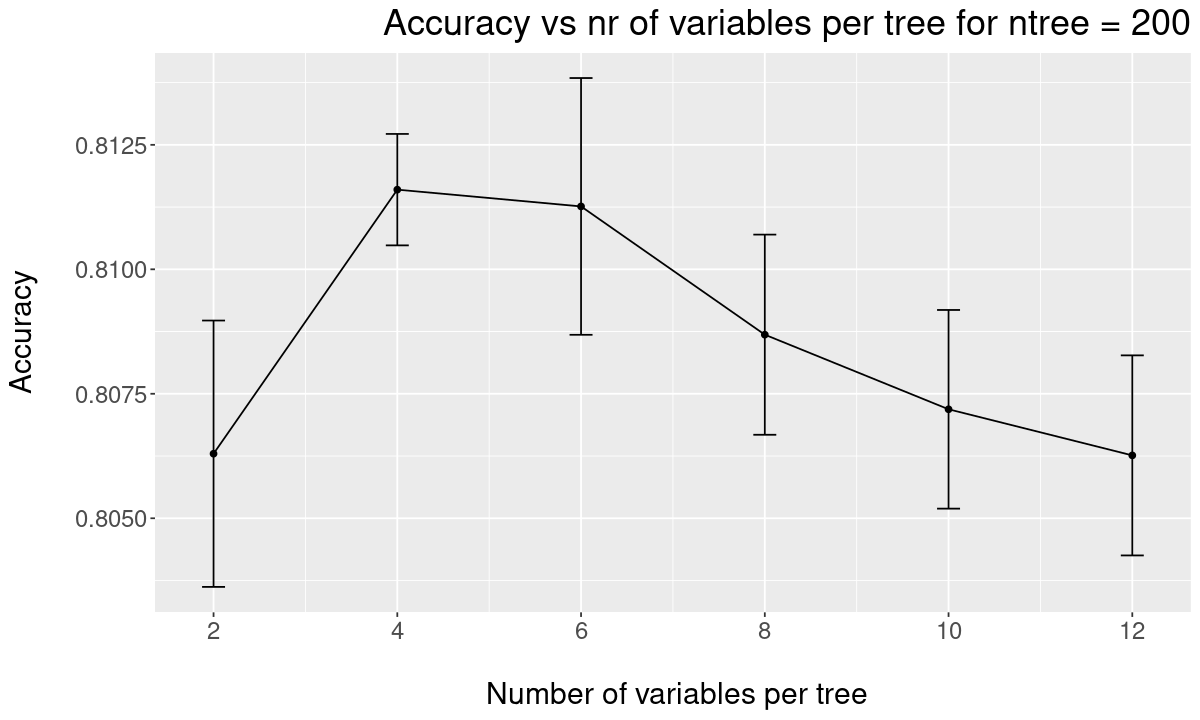 Accuracy vs nr of variables per tree for ntree = 200
Accuracy
0.8125
0.8100
0.8075
0.8050
2 4 6 8 10 12
Number of variables per tree